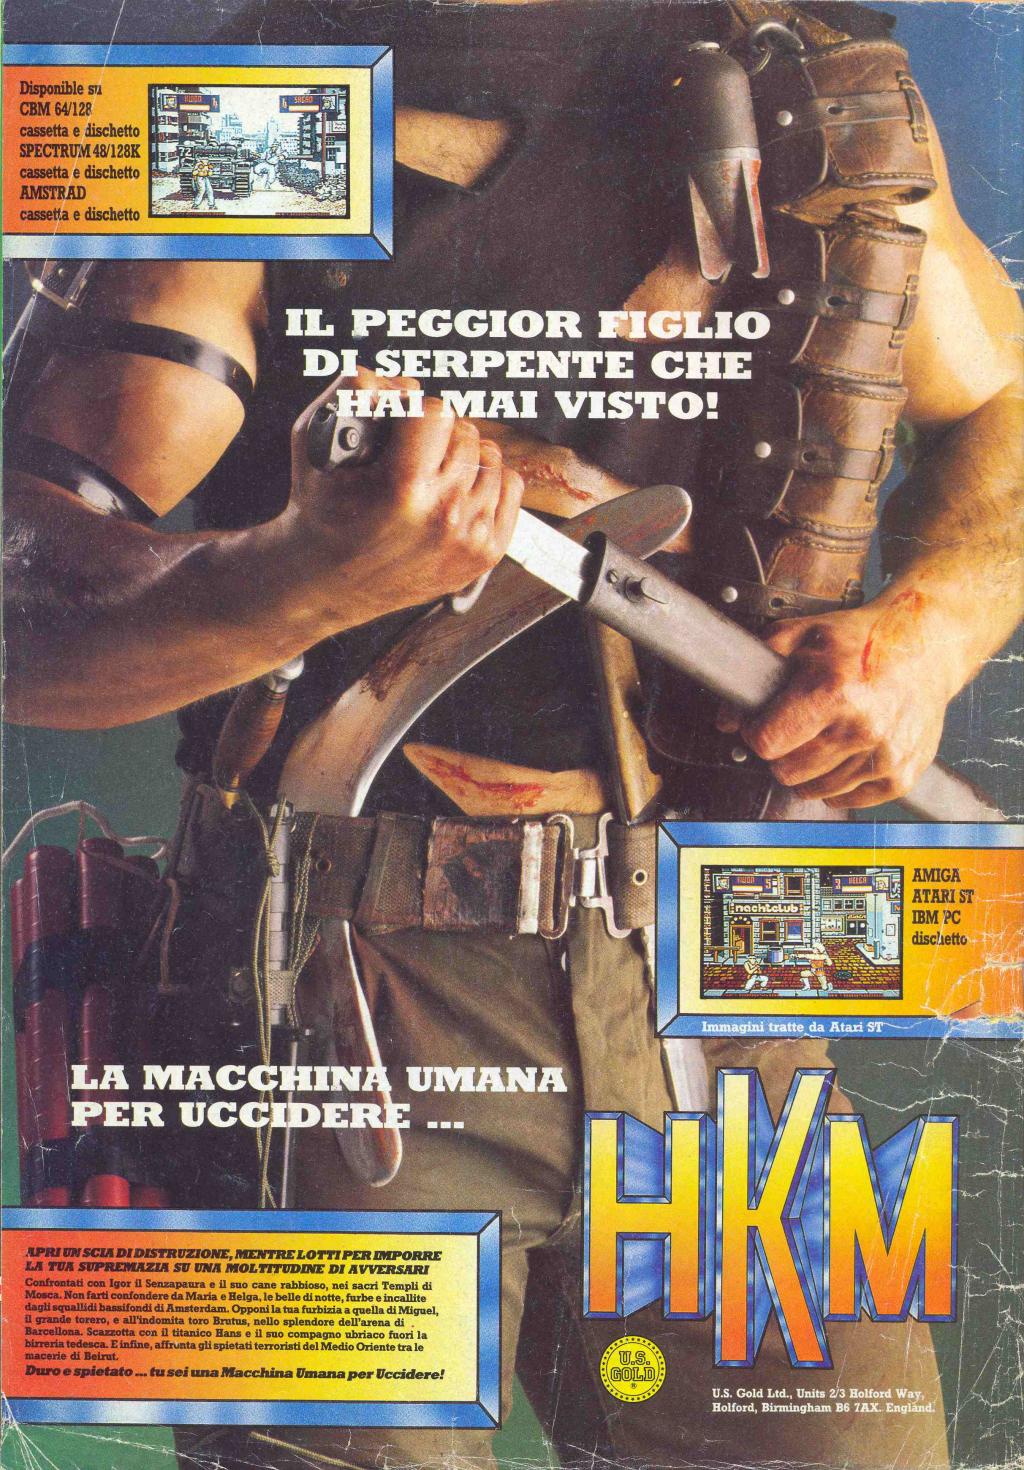 Disponible su
CBM 64/128
cassetta e dischetto
SPECTRUM 48/128K
cassetta e dischetto
AMSTRAD
cassetta e dischetto
KWON
SAGAD
IL PEGGIOR FIGLIO
DI SERPENTE CHE
HAI MAI VISTO!
KWON
HELGA
nachtclub
AMIGA
ATARI ST
IBM PC
dischetto
Immagini tratte da Atari ST
LA MACCHINA UMANA
PER UCCIDERE ...
HKM
APRI UN SCIA DI DISTRUZIONE, MENTRE LOTTI PER IMPORRE
LA TUA SUPREMAZIA SU UNA MOLTITUDINE DI AVVERSARI
Confrontati con Igor il Senzapaura e il suo cane rabbioso, nei sacri Templi di
Mosca. Non farti confondere da Maria e Helga, le belle di notte, furbe e incallite
dagli squallidi bassifondi di Amsterdam. Opponi la tua furbizia a quella di Miguel,
il grande torero, e all'indomita toro Brutus, nello splendore dell'arena di
Barcellona. Scazzotta con il titanico Hans e il suo compagno ubriaco fuori la
birreria tedesca. E infine, affrunta gli spietati terroristi del Medio Oriente tra le
macerie di Beirut.
Duro e spietato ... tu sei una Macchina Umana per Uccidere!
U.S.
GOLD
®
U.S. Gold Ltd., Units 2/3 Holford Way,
Holford, Birmingham B6 7AX. England.